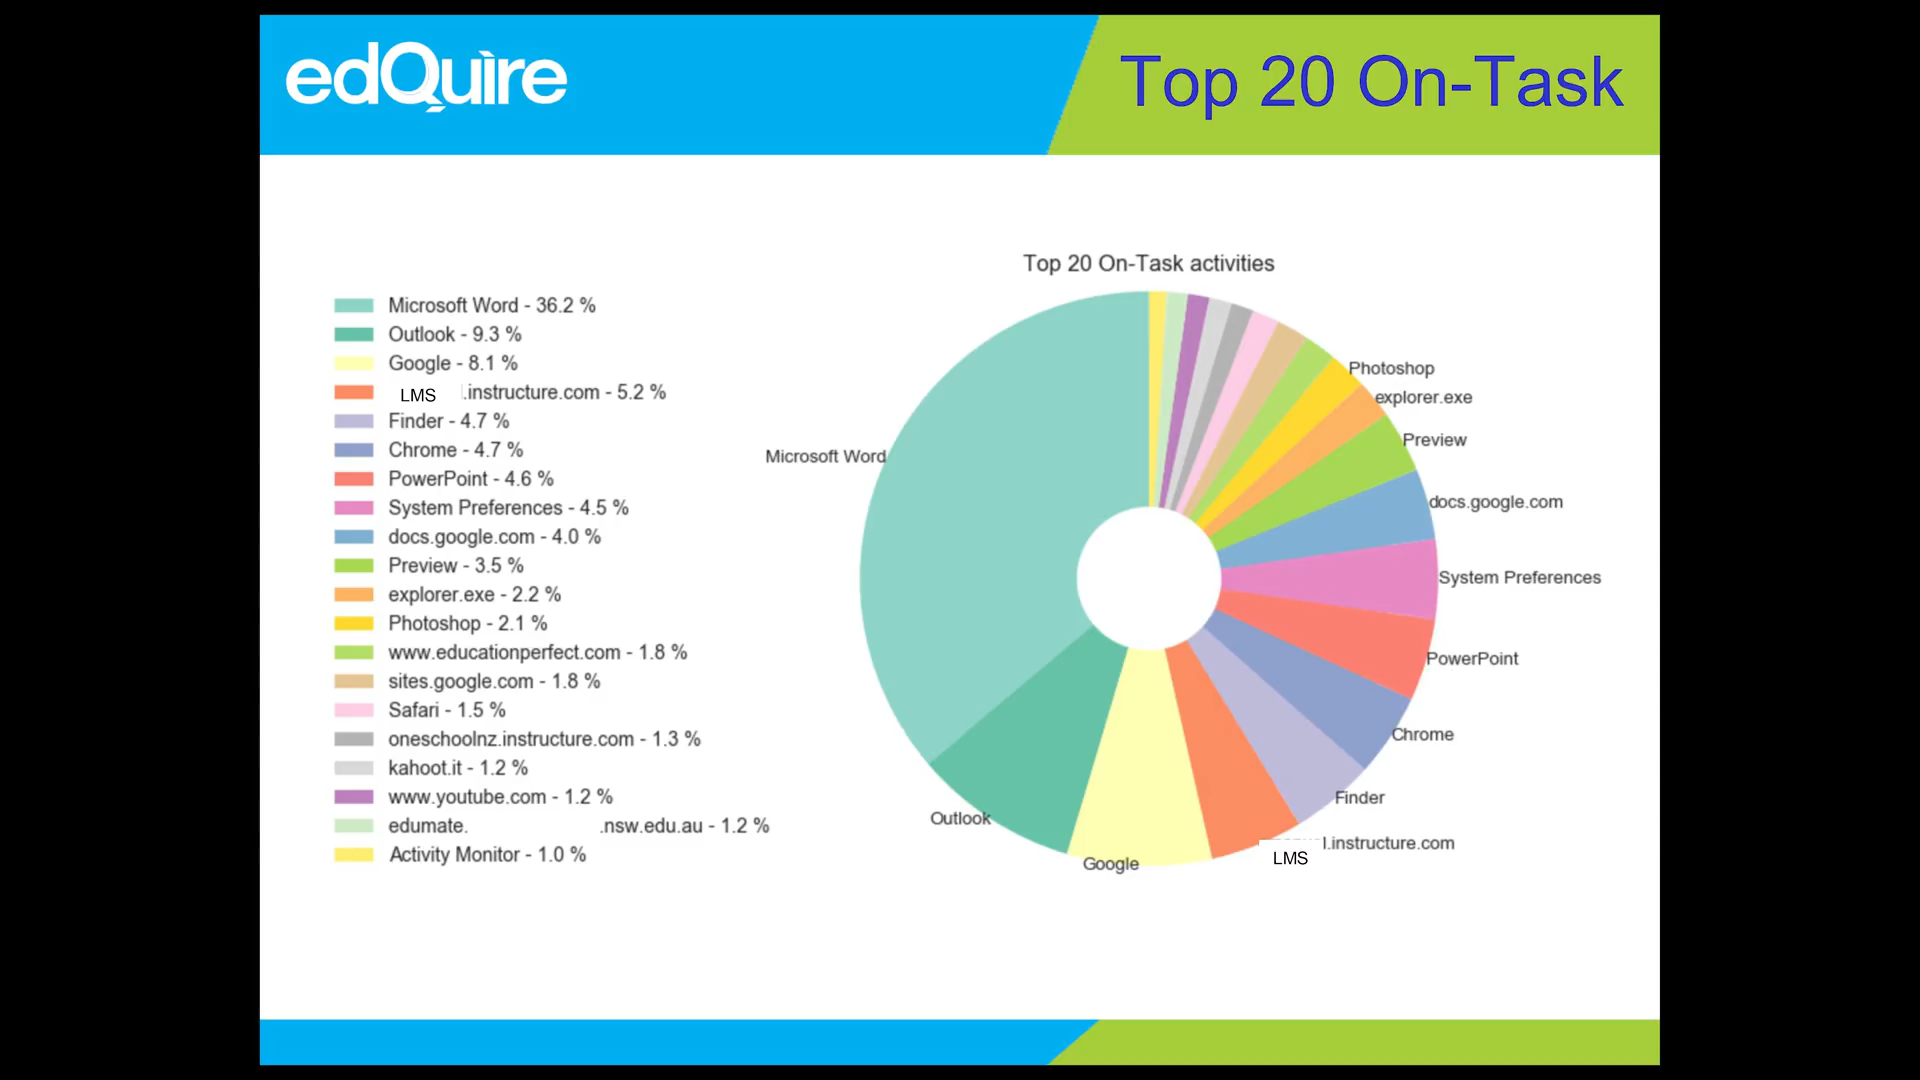 edQuire
Top 20 On-Task
Top 20 On-Task activities
Microsoft Word - 36.2 %
Outlook - 9.3 %
Google - 8.1 %
LMS .instructure.com - 5.2 %
Finder - 4.7 %
Chrome - 4.7 %
PowerPoint - 4.6 %
System Preferences - 4.5 %
docs.google.com - 4.0 %
Preview - 3.5 %
explorer.exe - 2.2 %
Photoshop - 2.1 %
www.educationperfect.com - 1.8 %
sites.google.com - 1.8 %
Safari - 1.5 %
oneschoolnz.instructure.com - 1.3 %
kahoot.it - 1.2 %
www.youtube.com - 1.2 %
edumate. .nsw.edu.au - 1.2 %
Activity Monitor - 1.0 %
Photoshop
explorer.exe
Preview
docs.google.com
System Preferences
PowerPoint
Chrome
Finder
l.instructure.com
LMS
Google
Outlook
Microsoft Word